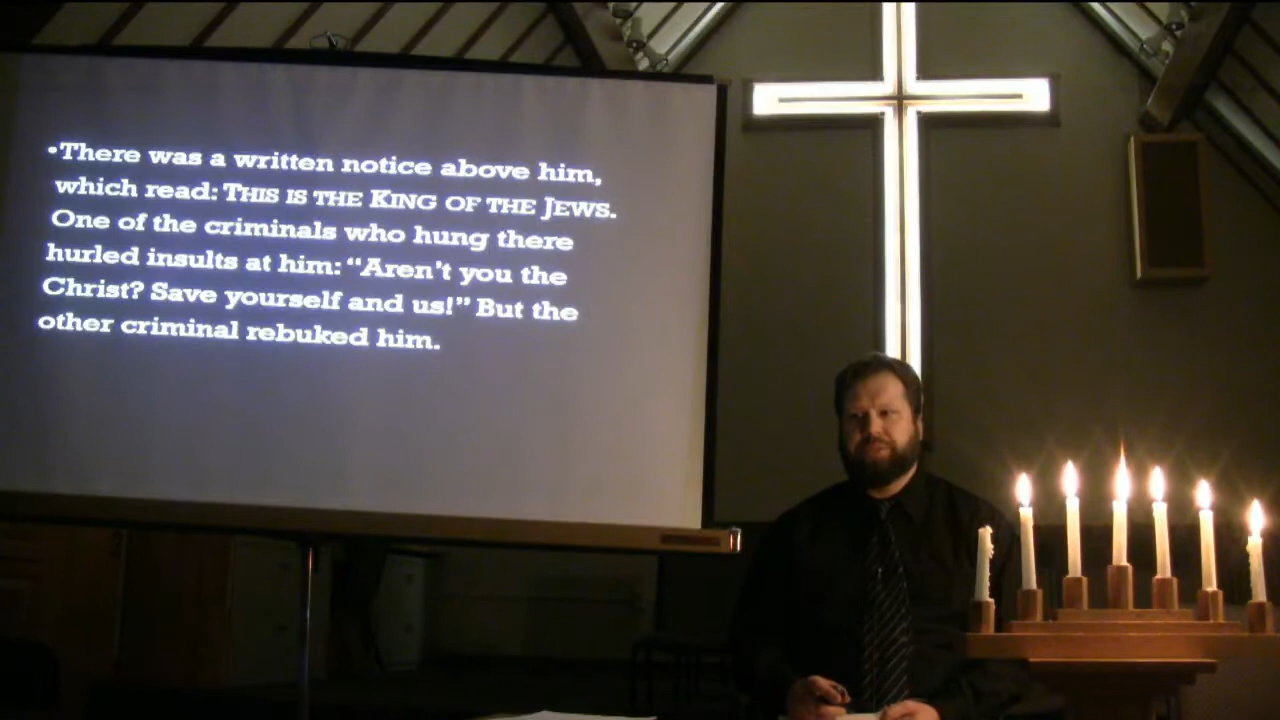 •There was a written notice above him,
which read: THIS IS THE KING OF THE JEWS.
One of the criminals who hung there
hurled insults at him: “Aren’t you the
Christ? Save yourself and us!” But the
other criminal rebuked him.